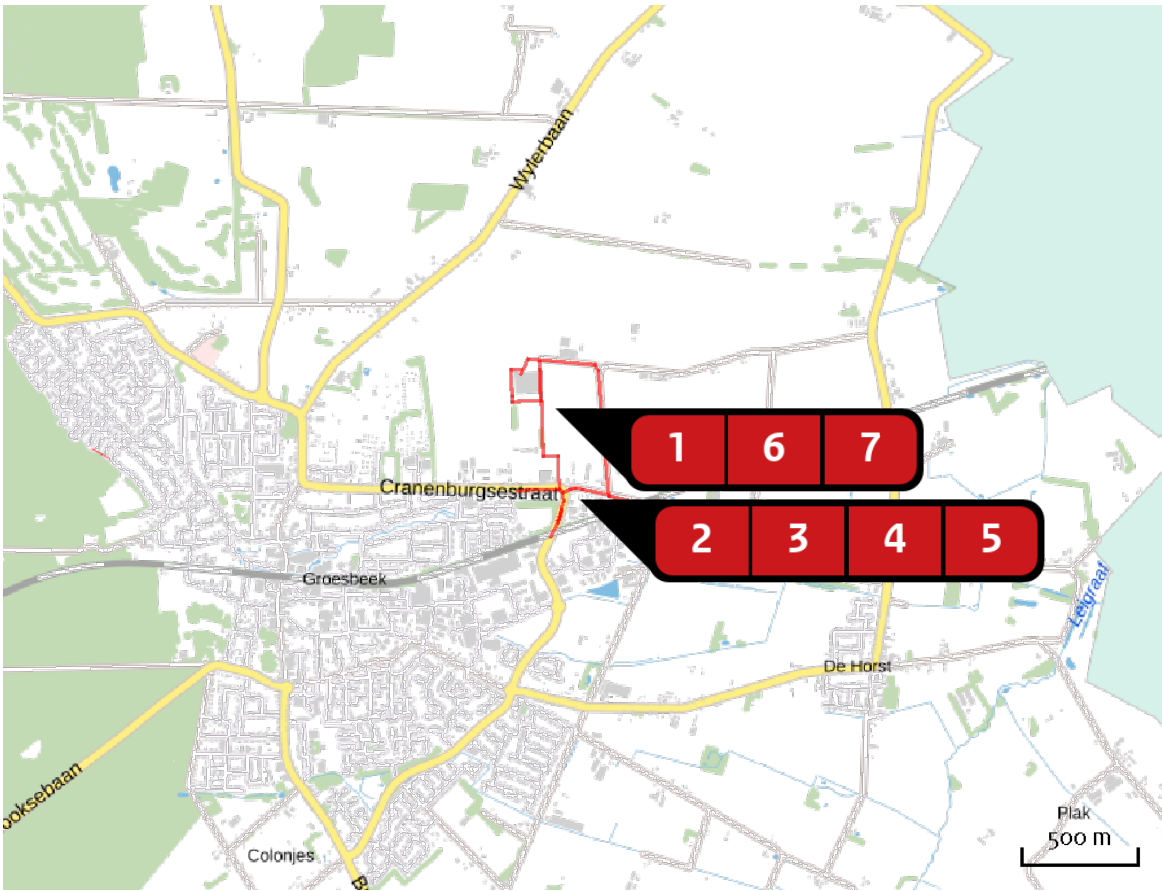 Wylerbaan
1 6 7
Cranenburgsestraat
2 3 4 5
Groesbeek
Leigraaf
De Horst
ooksebaan
Plak
500 m
Colonjes
B